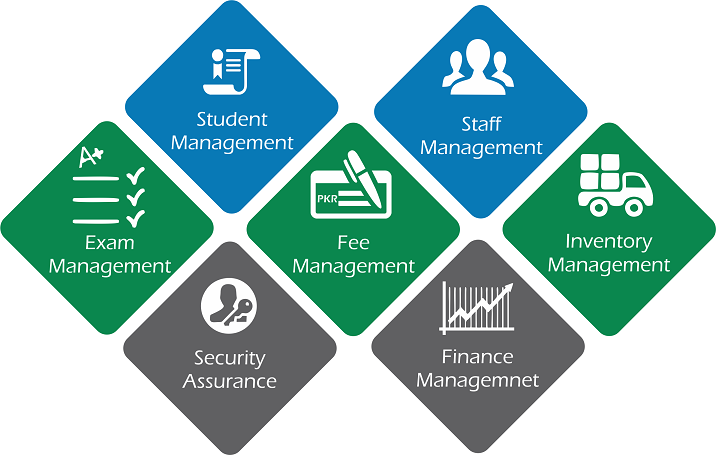 Student
Management
Staff
Management
A+
Exam
Management
PKR
Fee
Management
Inventory
Management
Security
Assurance
Finance
Managemnet